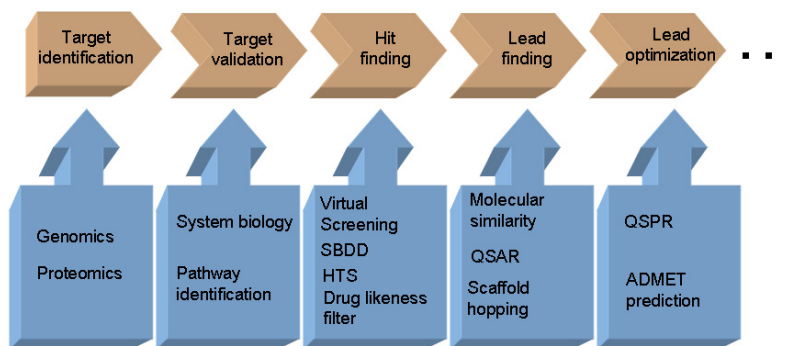 Target
identification
Target
validation
Hit
finding
Lead
finding
Lead
optimization
. .
Genomics
Proteomics
System biology
Pathway
identification
Virtual
Screening
SBDD
HTS
Drug likeness
filter
Molecular
similarity
QSAR
Scaffold
hopping
QSPR
ADMET
prediction